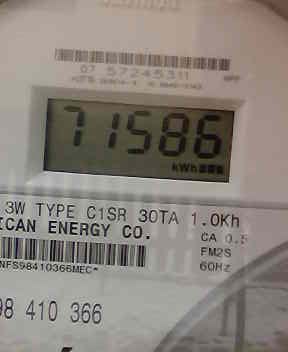 07 57245311
71586
kWh
3W TYPE C1SR 30TA 1.0Kh
ICAN ENERGY CO.
CA 0.5
FM2S
NFS98410366MEC*
60HZ
98 410 366